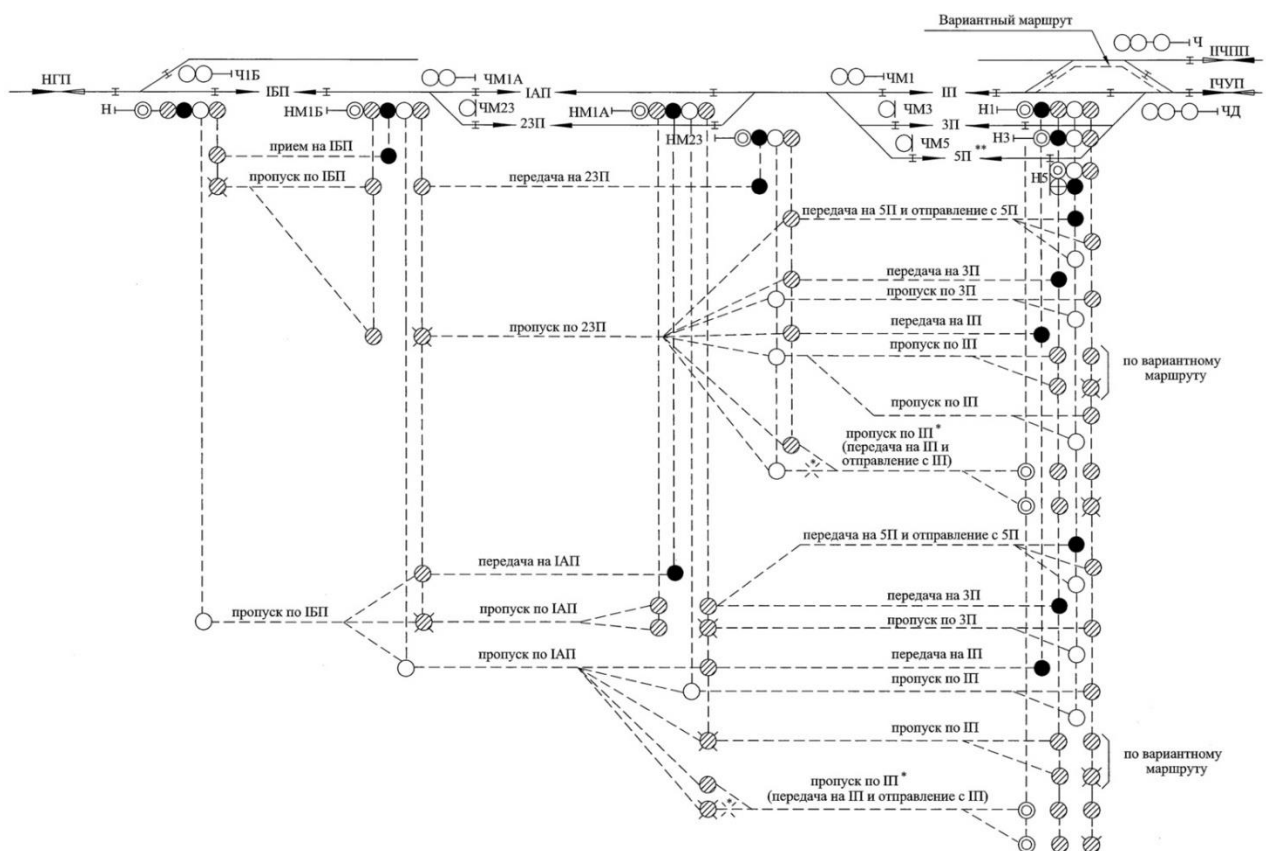 Вариантный маршрут
Ч
IIЧПП
НГП
Ч1Б
IБП
ЧМ1А
IАП
ЧМ1
IП
IЧУП
Н
НМ1Б
ЧМ23
23П
НМ1А
ЧМ3
Н1
3П
ЧД
НМ23
ЧМ5
5П **
Н3
Н5
прием на IБП
пропуск по IБП
передача на 23П
передача на 5П и отправление с 5П
передача на 3П
пропуск по 3П
пропуск по 23П
передача на IП
пропуск по IП
по вариантному
маршруту
пропуск по IП
пропуск по IП *
(передача на IП и
отправление с IП)
*
передача на 5П и отправление с 5П
передача на IАП
передача на 3П
пропуск по IБП
пропуск по IАП
пропуск по 3П
пропуск по IАП
передача на IП
пропуск по IП
пропуск по IП
по вариантному
маршруту
пропуск по IП *
(передача на IП и отправление с IП)
*